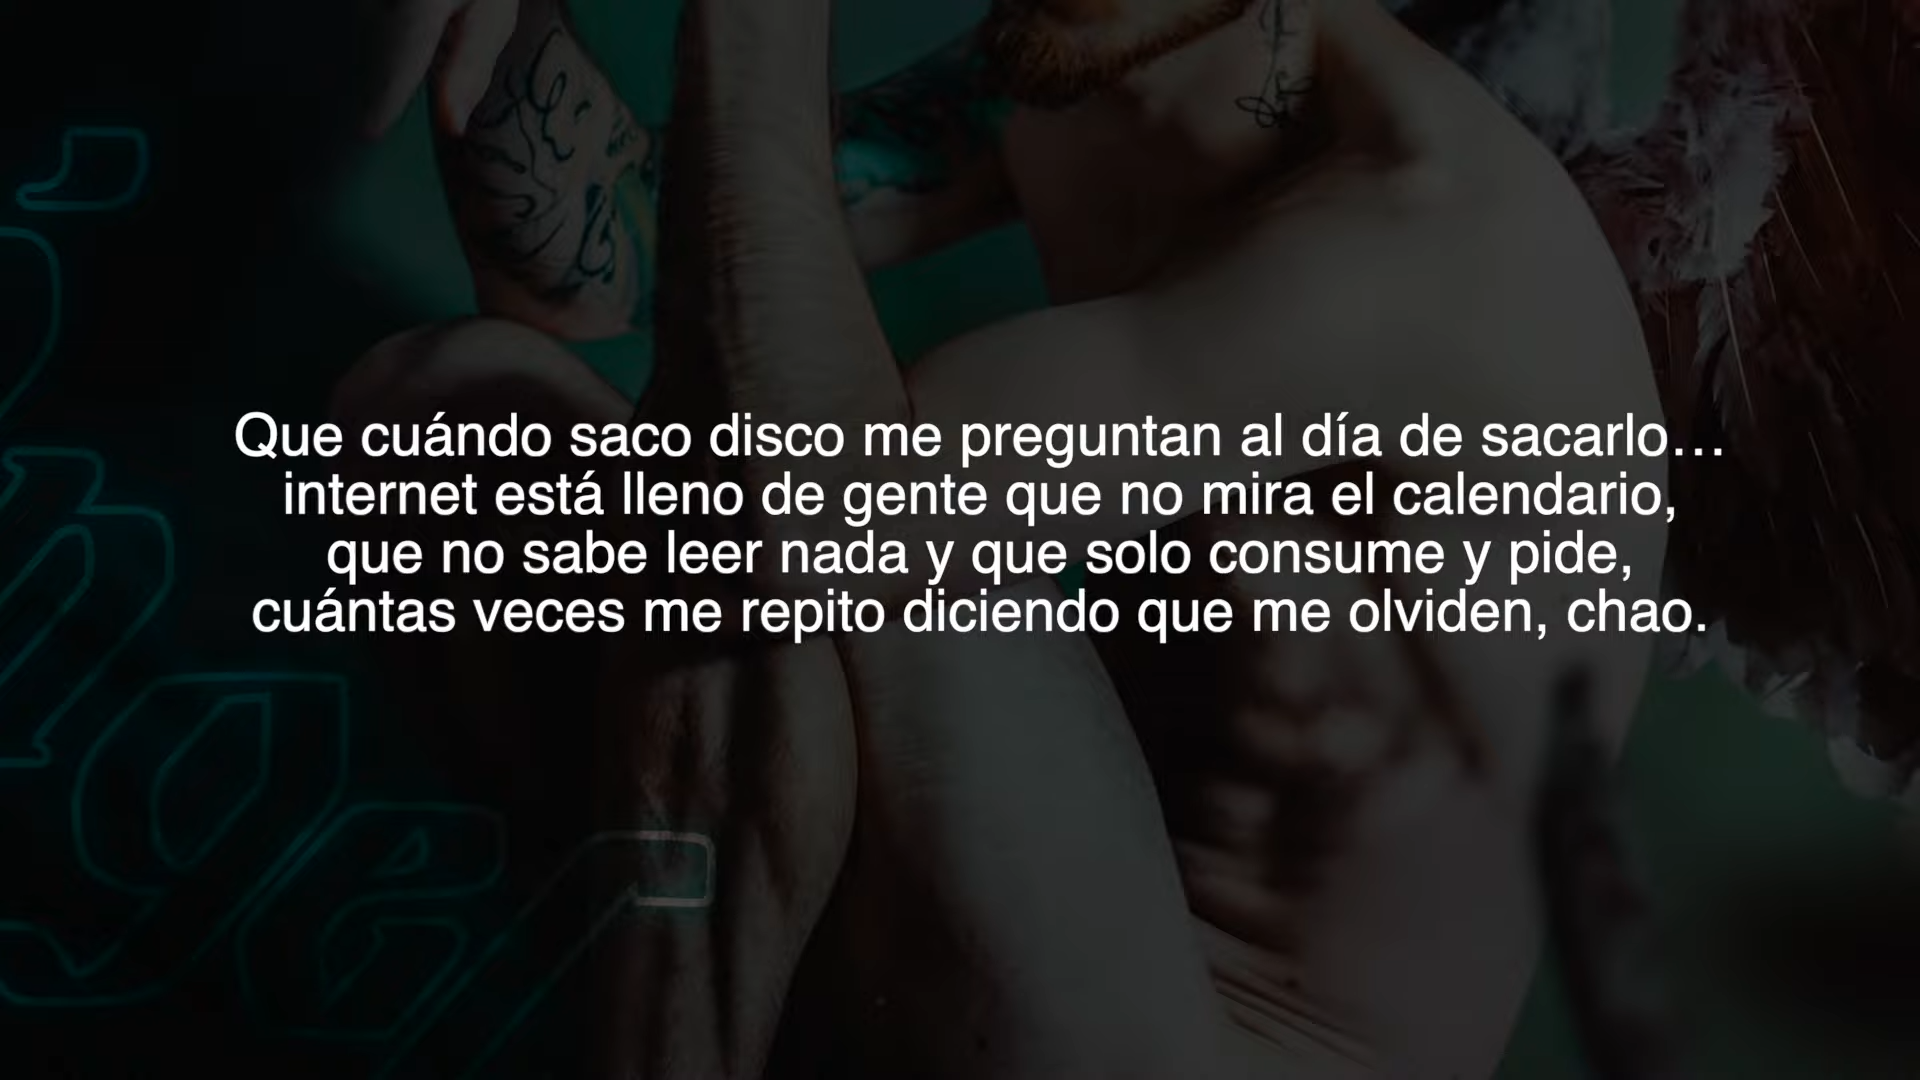 Que cuándo saco disco me preguntan al día de sacarlo…
internet está lleno de gente que no mira el calendario,
que no sabe leer nada y que solo consume y pide,
cuántas veces me repito diciendo que me olviden, chao.